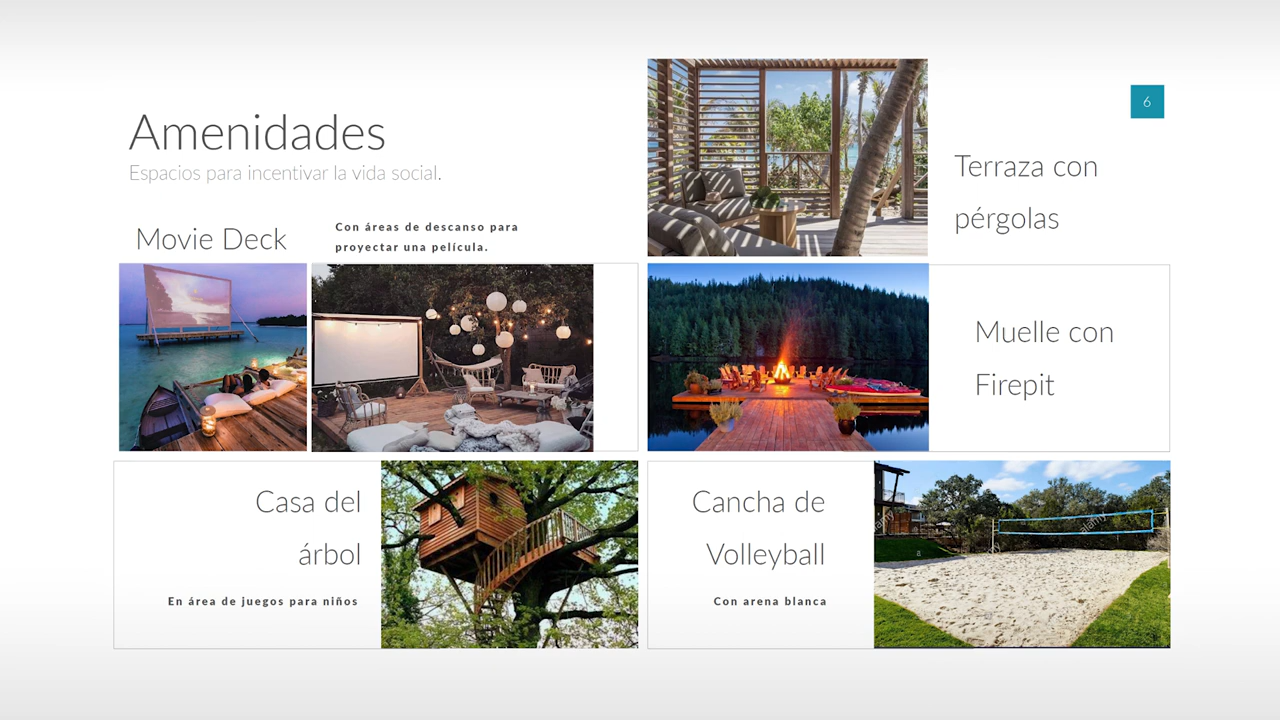 Amenidades
Espacios para incentivar la vida social.
6
Terraza con
pérgolas
Movie Deck
Con áreas de descanso para
proyectar una película.
Muelle con
Firepit
Casa del
árbol
En área de juegos para niños
Cancha de
Volleyball
Con arena blanca
alamy
a